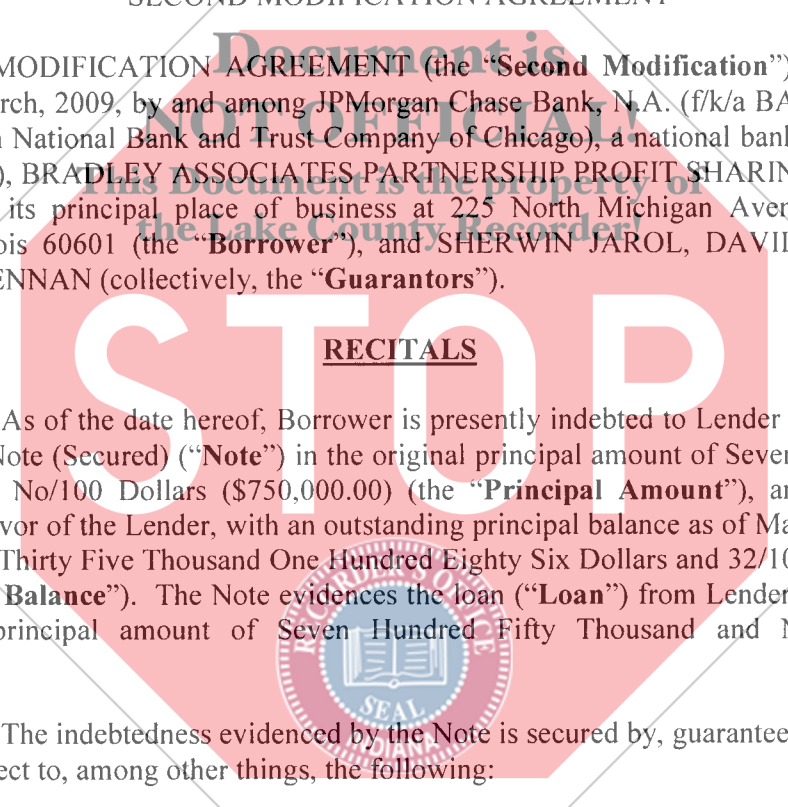 SECOND MODIFICATION AGREEMENT
Document is
MODIFICATION AGREEMENT (the “Second Modification”)
rch, 2009, by and among JPMorgan Chase Bank, N.A. (f/k/a BA
NOT OFFICIAL!
National Bank and Trust Company of Chicago), a national bank
), BRADLEY ASSOCIATES PARTNERSHIP PROFIT SHARIN
This Document is the property of
its principal place of business at 225 North Michigan Aven
the Lake County Recorder!
ois 60601 (the “Borrower”), and SHERWIN JAROL, DAVID
ENNAN (collectively, the “Guarantors”).
STOP
RECITALS
As of the date hereof, Borrower is presently indebted to Lender
Note (Secured) (“Note”) in the original principal amount of Seven
No/100 Dollars ($750,000.00) (the “Principal Amount”), an
vor of the Lender, with an outstanding principal balance as of Ma
Thirty Five Thousand One Hundred Eighty Six Dollars and 32/10
Balance”). The Note evidences the loan (“Loan”) from Lender
principal amount of Seven Hundred Fifty Thousand and N
RECORDER'S OFFICE
SEAL
INDIANA
The indebtedness evidenced by the Note is secured by, guarantee
ect to, among other things, the following: